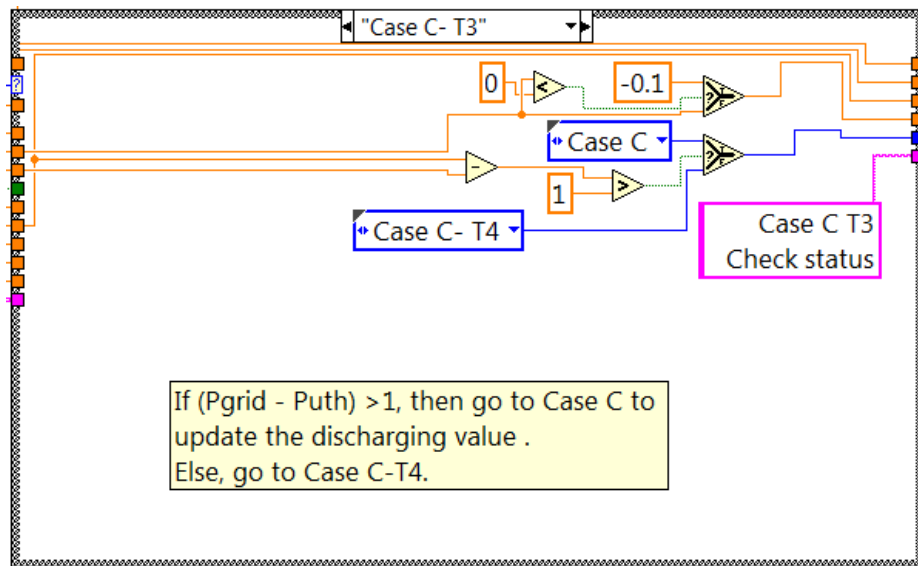 "Case C- T3"
0
<
-0.1
?
T
F
Case C
?
T
F
-
1
>
Case C- T4
Case C T3
Check status
?
If (Pgrid - Puth) >1, then go to Case C to
update the discharging value .
Else, go to Case C-T4.